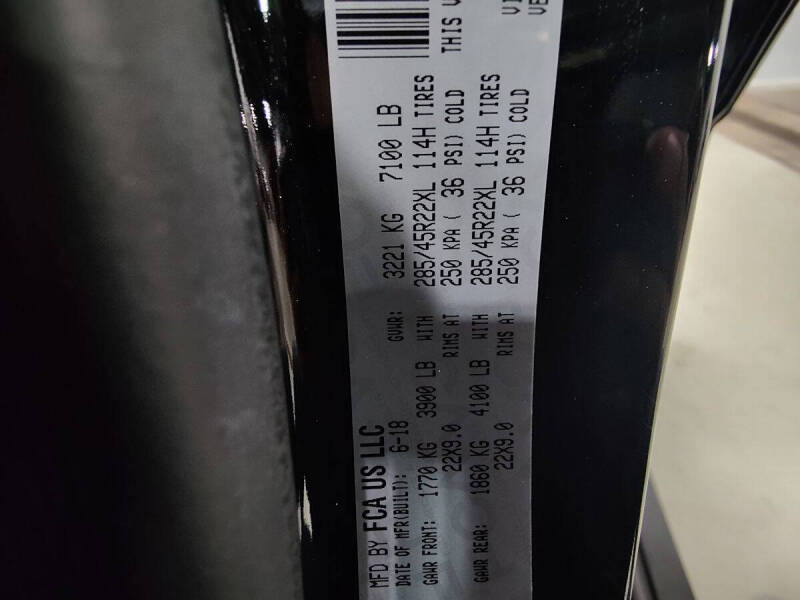 MFD BY FCA US LLC
DATE OF MFR(BUILT): 6-18 GVWR: 3221 KG 7100 LB
GAWR FRONT: 1770 KG 3900 LB WITH 285/45R22XL 114H TIRES
22X9.0 RIMS AT 250 KPA ( 36 PSI) COLD
GAWR REAR: 1860 KG 4100 LB WITH 285/45R22XL 114H TIRES
22X9.0 RIMS AT 250 KPA ( 36 PSI) COLD
THIS